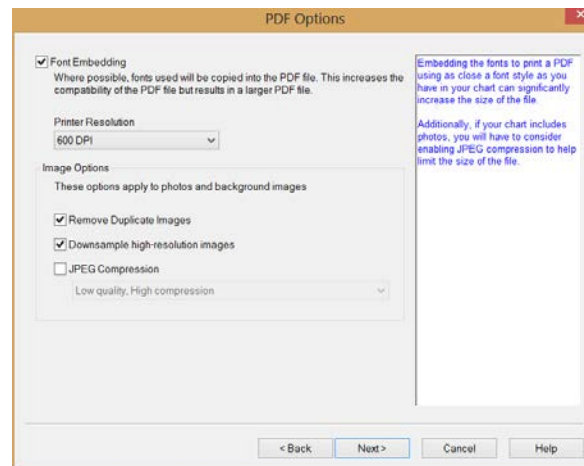 PDF Options
x
Font Embedding
Where possible, fonts used will be copied into the PDF file. This increases the
compatibility of the PDF file but results in a larger PDF file.
Printer Resolution
600 DPI
Image Options
These options apply to photos and background images
Remove Duplicate Images
Downsample high-resolution images
JPEG Compression
Low quality, High compression
Embedding the fonts to print a PDF
using as close a font style as you
have in your chart can significantly
increase the size of the file.
Additionally, if your chart includes
photos, you will have to consider
enabling JPEG compression to help
limit the size of the file.
< Back
Next >
Cancel
Help